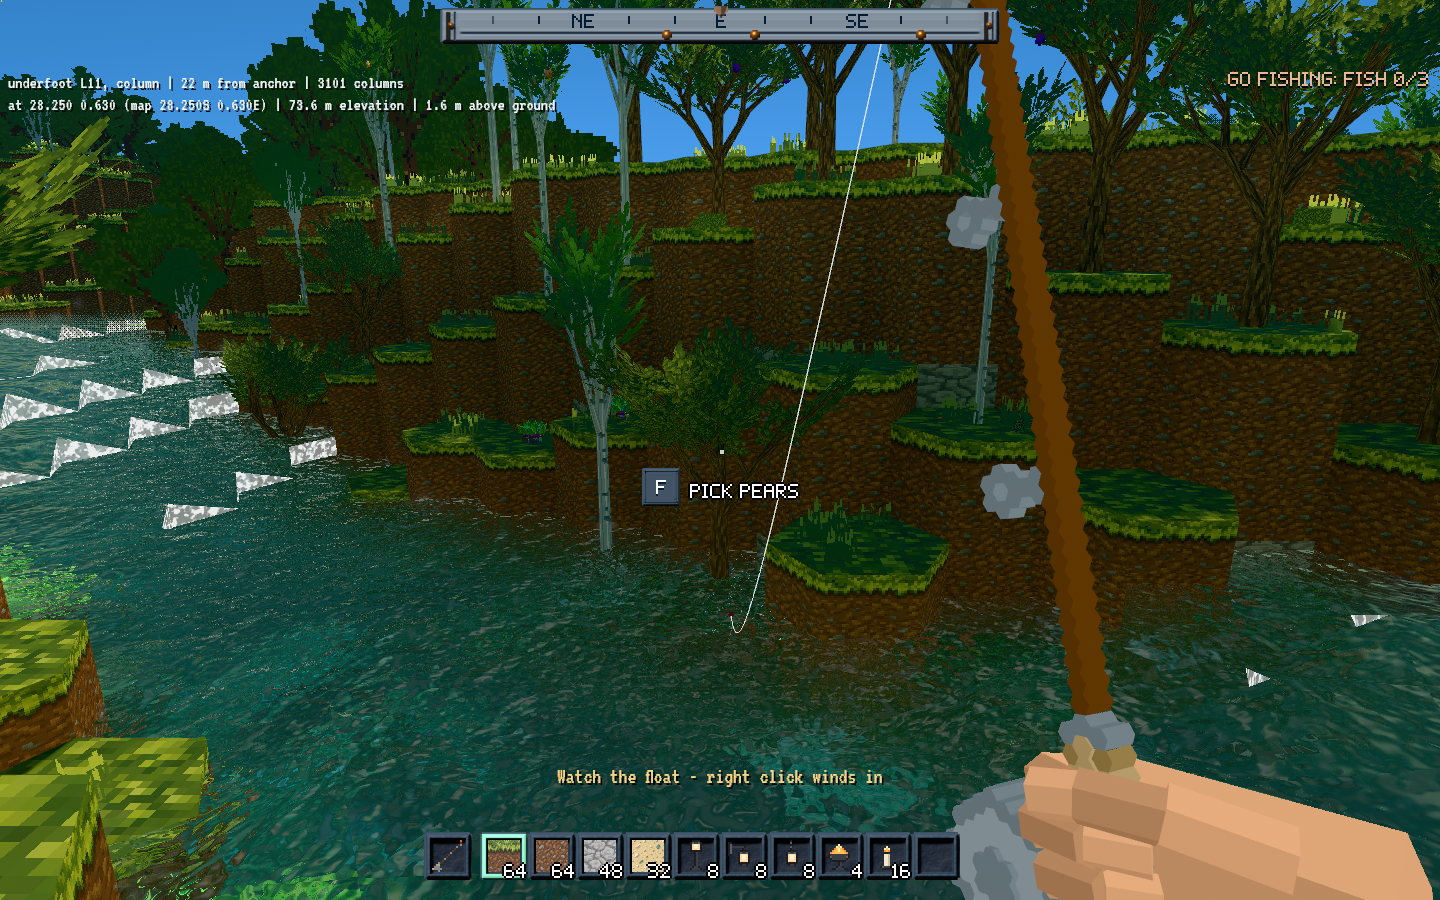 NE E SE
underfoot L11, column | 22 m from anchor | 3101 columns
at 28.250 0.630 (map 28.250S 0.630E) | 73.6 m elevation | 1.6 m above ground
GO FISHING: FISH 0/3
F PICK PEARS
Watch the float - right click winds in
64 64 48 32 8 8 8 4 16